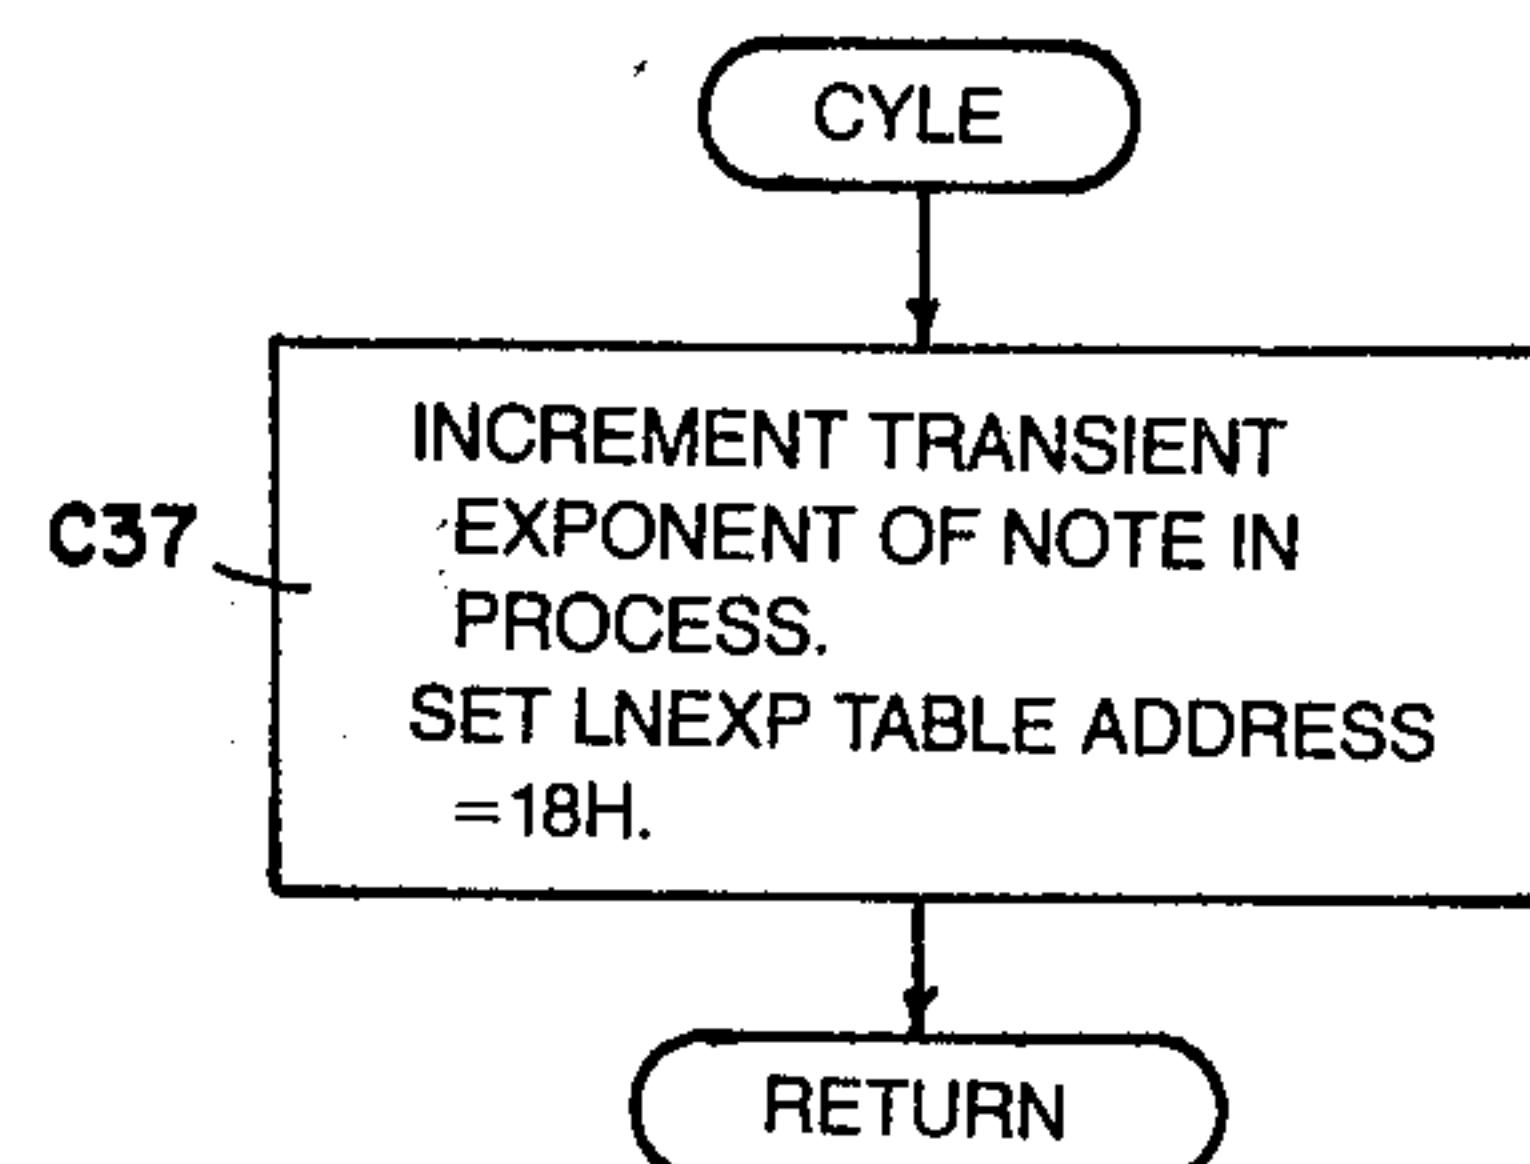 CYLE
INCREMENT TRANSIENT
EXPONENT OF NOTE IN
C37
PROCESS.
SET LNEXP TABLE ADDRESS
=18H.
RETURN